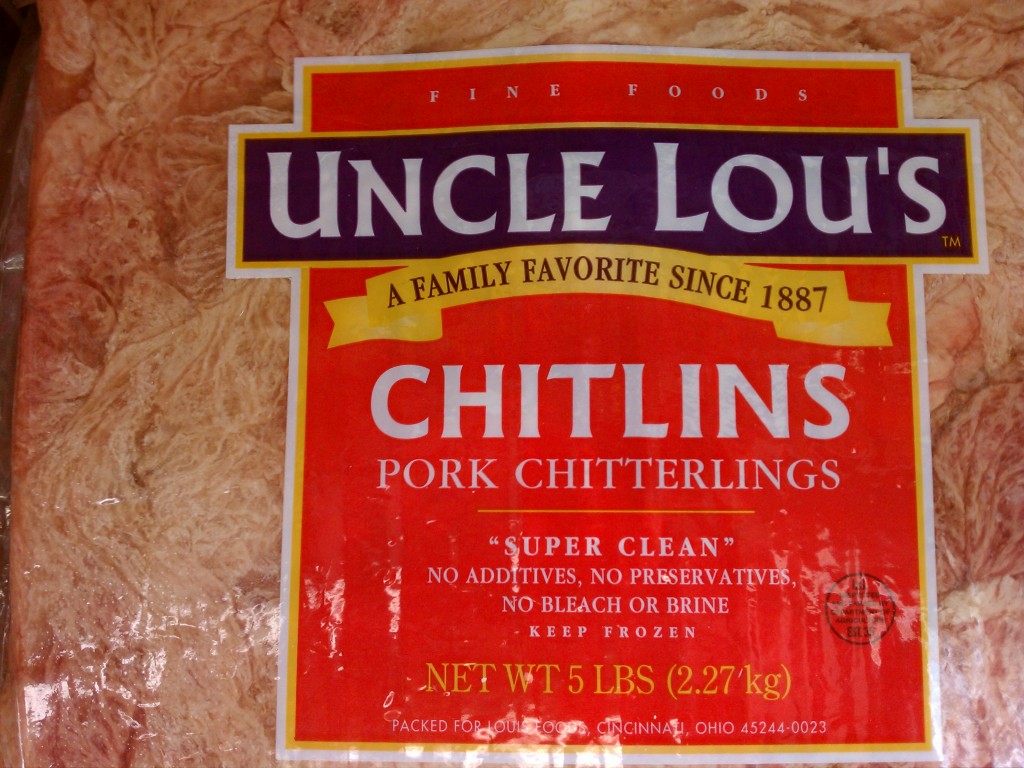 FINE FOODS
UNCLE LOU'S
TM
A FAMILY FAVORITE SINCE 1887
CHITLINS
PORK CHITTERLINGS
“SUPER CLEAN”
NO ADDITIVES, NO PRESERVATIVES,
NO BLEACH OR BRINE
KEEP FROZEN
NET WT 5 LBS (2.27 kg)
PACKED FOR LOUIS FOODS, CINCINNATI, OHIO 45244-0023